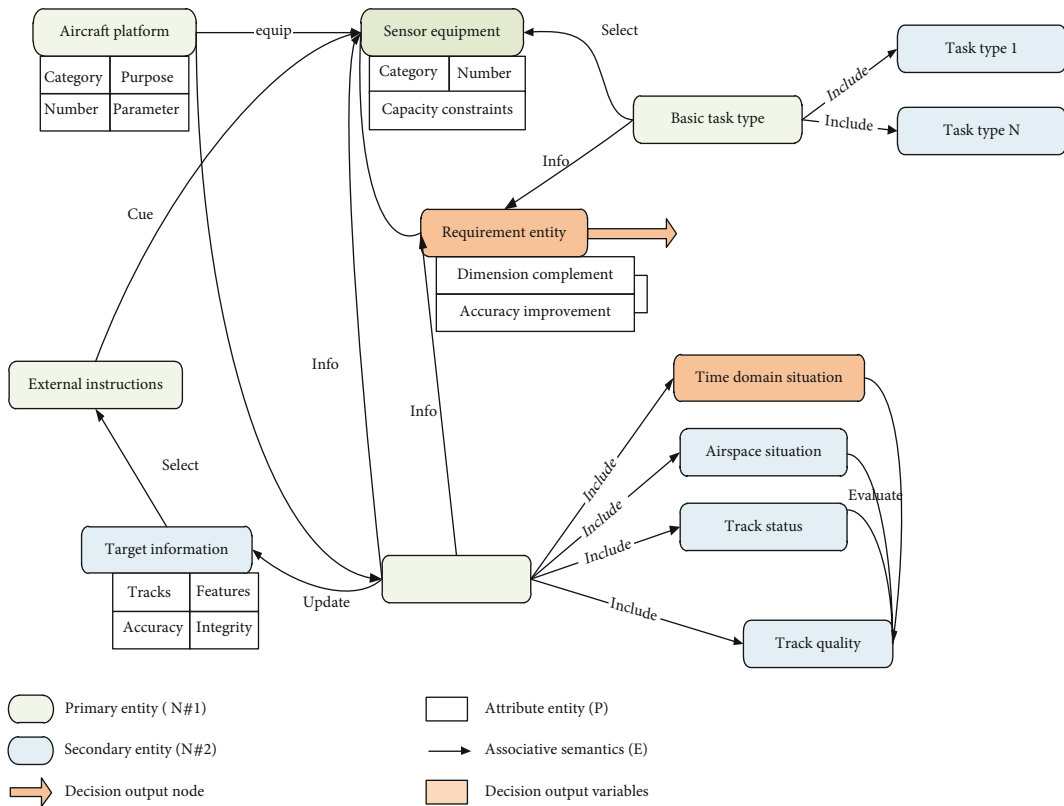 Aircraft platform
equip
Sensor equipment
Select
Task type 1
Category
Purpose
Number
Parameter
Category
Number
Capacity constraints
Include
Basic task type
Include
Task type N
Info
Cue
Requirement entity
Dimension complement
Accuracy improvement
External instructions
Info
Info
Time domain situation
Select
Include
Airspace situation
Include
Evaluate
Track status
Include
Target information
Tracks
Features
Accuracy
Integrity
Update
Include
Track quality
Primary entity ( N#1)
Attribute entity (P)
Secondary entity (N#2)
Associative semantics (E)
Decision output node
Decision output variables